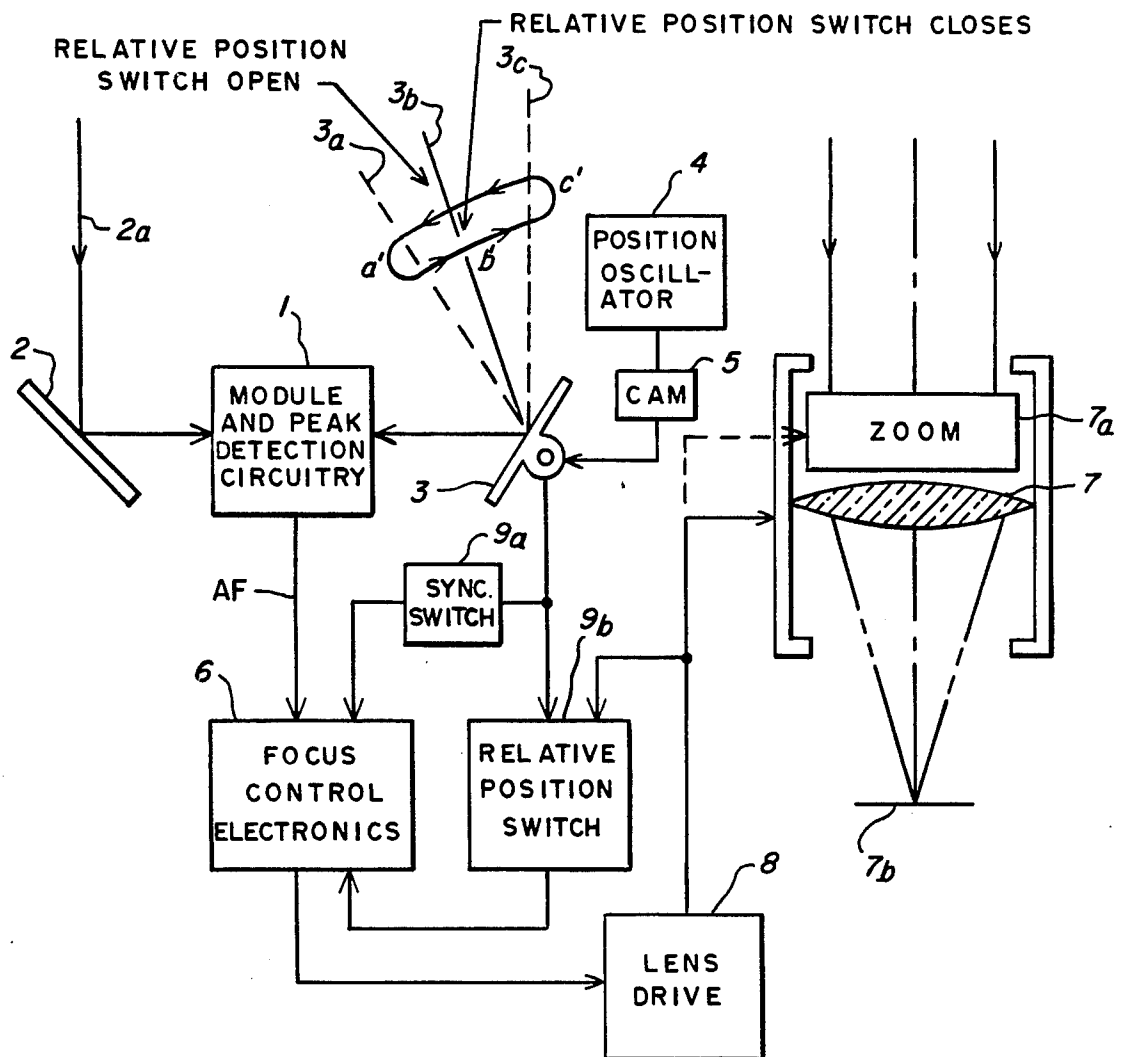 RELATIVE POSITION SWITCH CLOSES
RELATIVE POSITION
SWITCH OPEN
3c
3b
3a
2a
c'
a'
b'
4
POSITION
OSCILL-
ATOR
1
2
5
CAM
MODULE
AND PEAK
DETECTION
CIRCUITRY
3
ZOOM
7a
7
9a
SYNC.
SWITCH
AF
9b
6
FOCUS
CONTROL
ELECTRONICS
RELATIVE
POSITION
SWITCH
7b
8
LENS
DRIVE